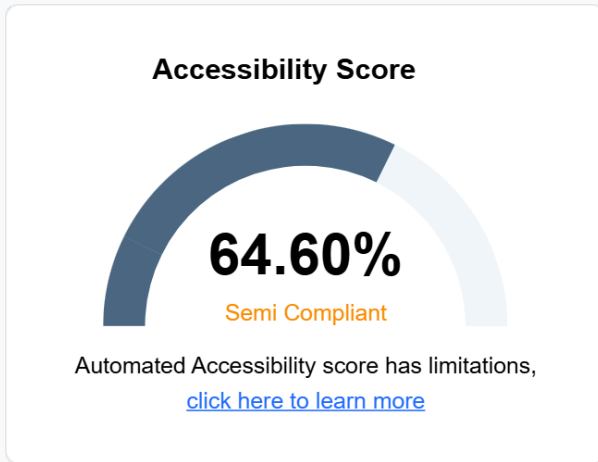 Accessibility Score
64.60%
Semi Compliant
Automated Accessibility score has limitations,
click here to learn more